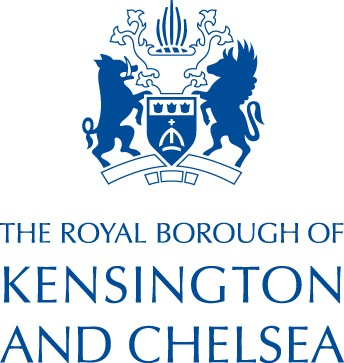 THE ROYAL BOROUGH OF
KENSINGTON
AND CHELSEA